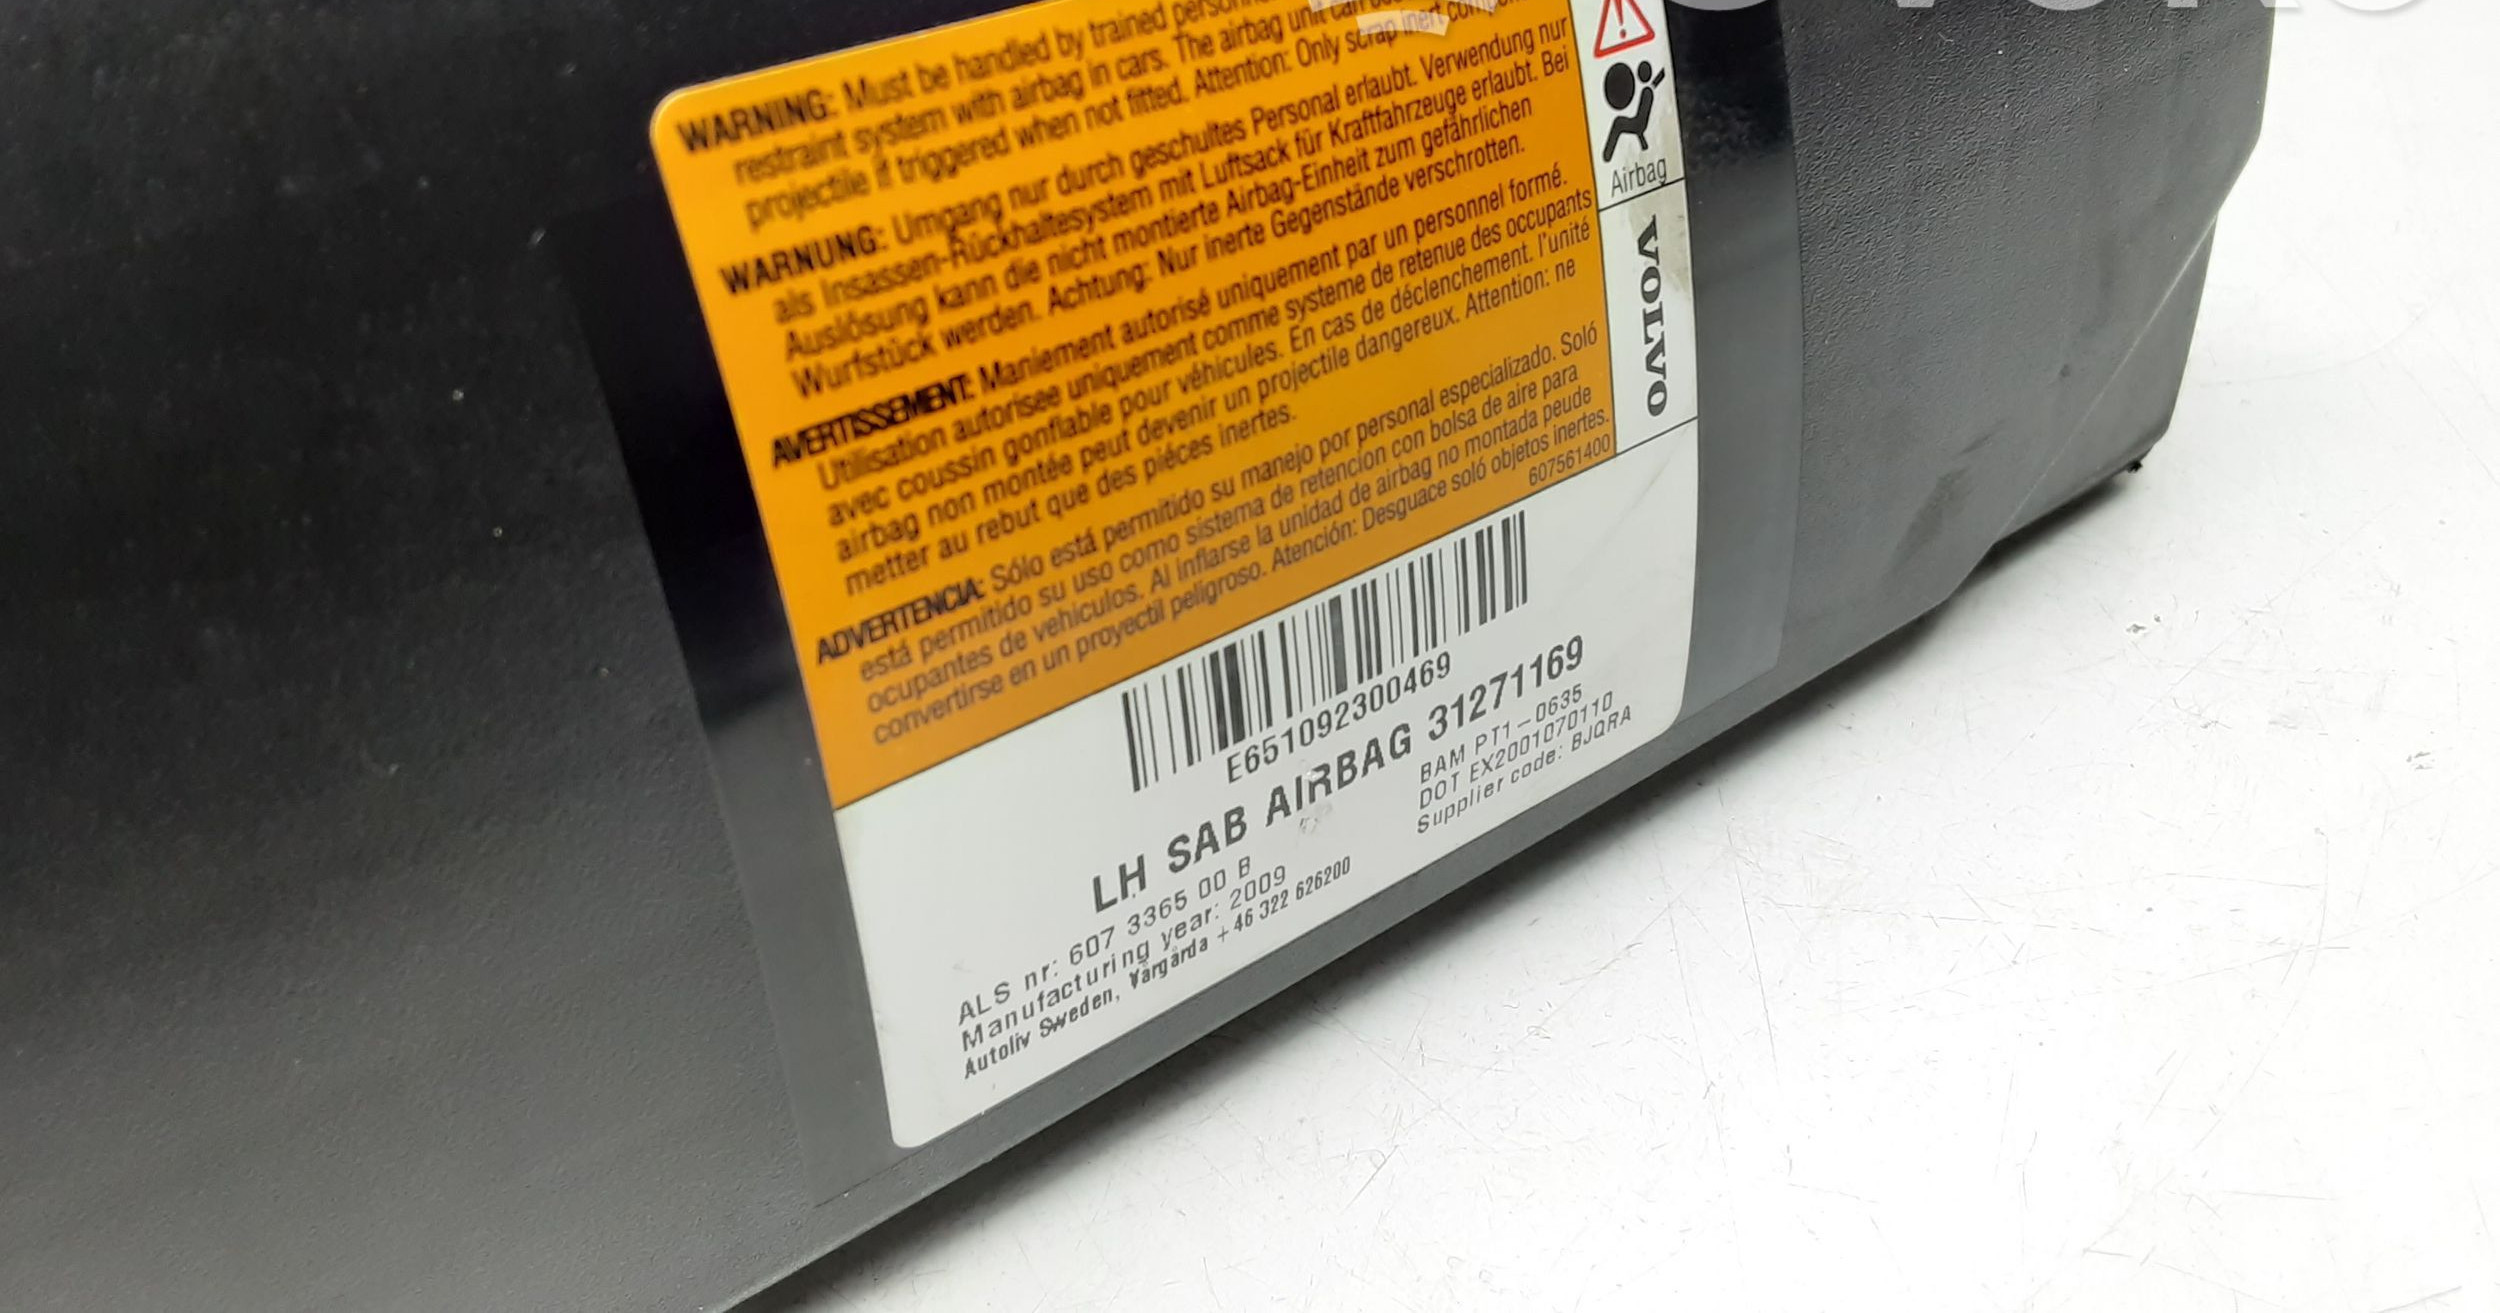 WARNING: Must be handled by trained
restraint system with airbag in cars. The airbag unit can
projectile if triggered when not fitted. Attention: Only scrap inert
WARNUNG: Umgang nur durch geschultes Personal erlaubt. Verwendung nur
als Insassen-Rückhaltesystem mit Luftsack für Kraftfahrzeuge erlaubt. Bei
Auslösung kann die nicht montierte Airbag-Einheit zum gefährlichen
Wurfstück werden. Achtung: Nur inerte Gegenstände verschrotten.
AVERTISSEMENT: Maniement autorisé uniquement par un personnel formé.
Utilisation autorisee uniquement comme systeme de retenue des occupants
avec coussin gonflable pour véhicules. En cas de déclenchement. l'unité
airbag non montée peut devenir un projectile dangereux. Attention: ne
metter au rebut que des piéces inertes.
ADVERTENCIA: Sólo está permitido su manejo por personal especializado. Soló
está permitido su uso como sistema de retencion con bolsa de aire para
ocupantes de vehiculos. Al inflarse la unidad de airbag no montada peude
convertirse en un proyectil peligroso. Atención: Desguace soló objetos inertes.
607561400
Airbag
VOLVO
E651092300469
LH SAB AIRBAG 31271169
BAM PT1-0635
DOT EX2001070110
Supplier code: BJQRA
ALS nr: 607 3365 00 B
Manufacturing year: 2009
Autoliv Sweden, Vårgårda +46 322 626200